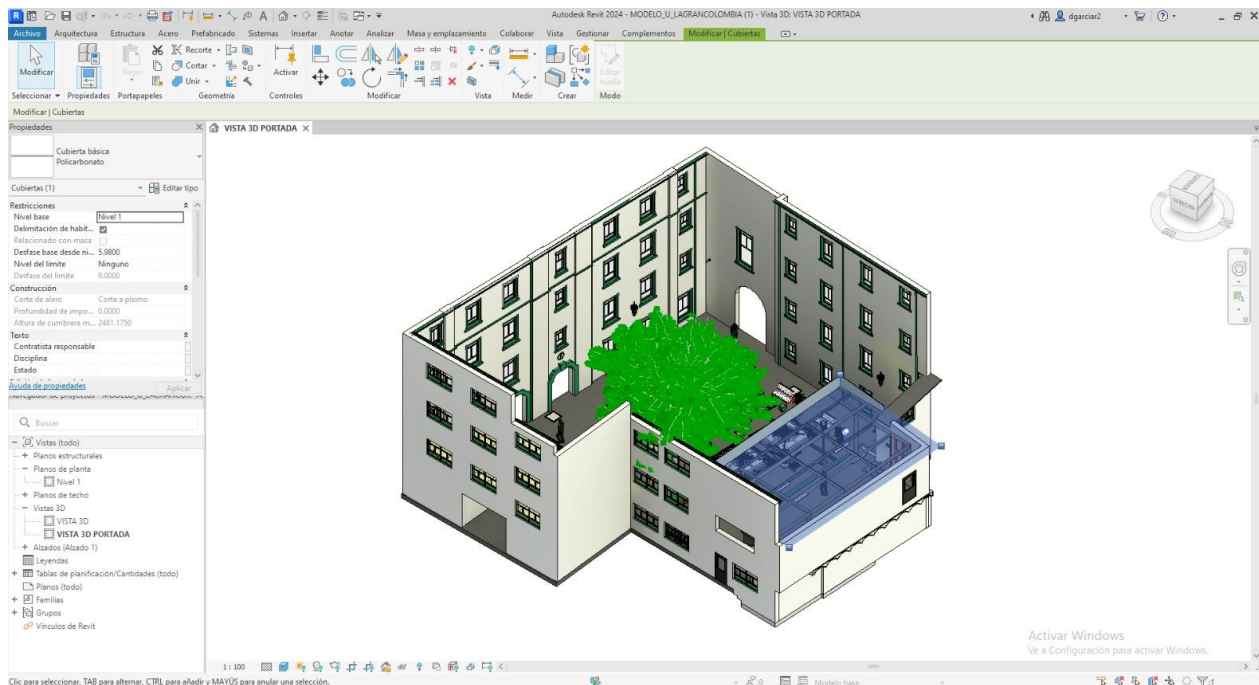 Autodesk Revit 2024 - MODELO_U_LAGRANCOLOMBIA (1) - Vista 3D: VISTA 3D PORTADA
dgarciar2
Archivo Arquitectura Estructura Acero Prefabricado Sistemas Insertar Anotar Analizar Masa y emplazamiento Colaborar Vista Gestionar Complementos Modificar | Cubiertas
Modificar
Pegar
Recorte
Cortar
Unir
Activar
Editar
Seleccionar Propiedades Portapapeles Geometría Controles Modificar Vista Medir Crear Modo
Modificar | Cubiertas
Propiedades
VISTA 3D PORTADA
Cubierta básica
Policarbonato
Cubiertas (1)
Editar tipo
Restricciones
Nivel base Nivel 1
Delimitación de habit...
Relacionado con masa
Desfase base desde ni... 5.9800
Nivel del límite Ninguno
Desfase del límite 0.0000
Construcción
Corte de alero Corte a plomo
Profundidad de impo... 0.0000
Altura de cumbrera m... 2481.1750
Texto
Contratista responsable
Disciplina
Estado
Ayuda de propiedades
Aplicar
Navegador de proyectos - MODELO_U_LAGRANCO...
Buscar
Vistas (todo)
Planos estructurales
Planos de planta
Nivel 1
Planos de techo
Vistas 3D
VISTA 3D
VISTA 3D PORTADA
Alzados (Alzado 1)
Leyendas
Tablas de planificación/Cantidades (todo)
Planos (todo)
Familias
Grupos
Vínculos de Revit
Activar Windows
Ve a Configuración para activar Windows.
1 : 100
Clic para seleccionar, TAB para alternar, CTRL para añadir y MAYÚS para anular una selección.
:0
Modelo base
:1